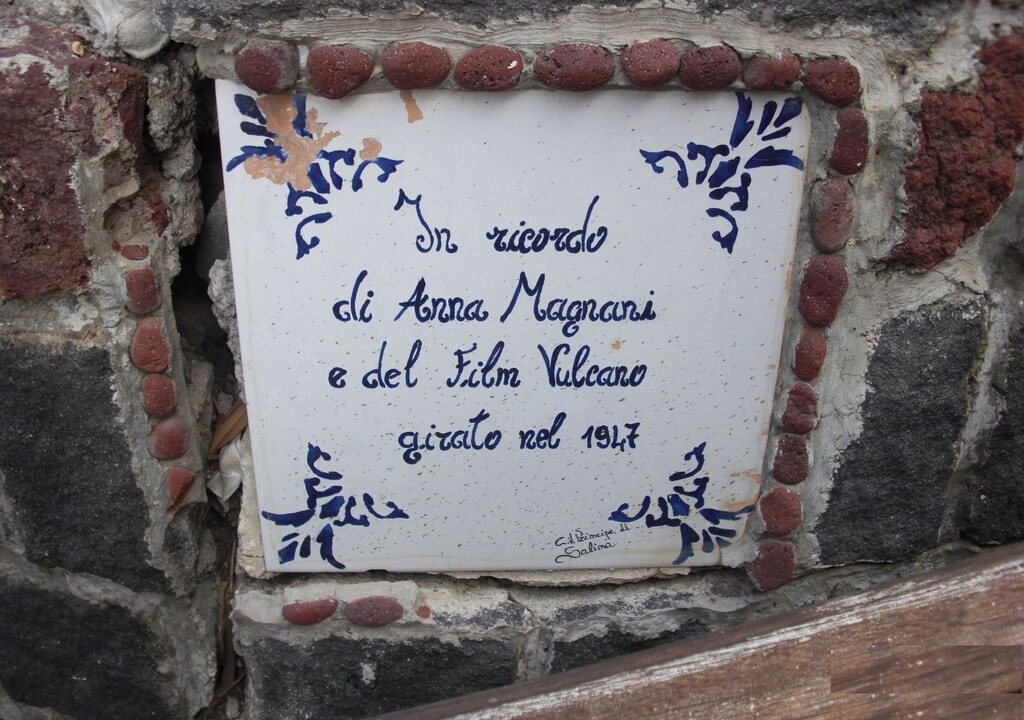 In ricordo
di Anna Magnani
e del Film Vulcano
girato nel 1947
Salina